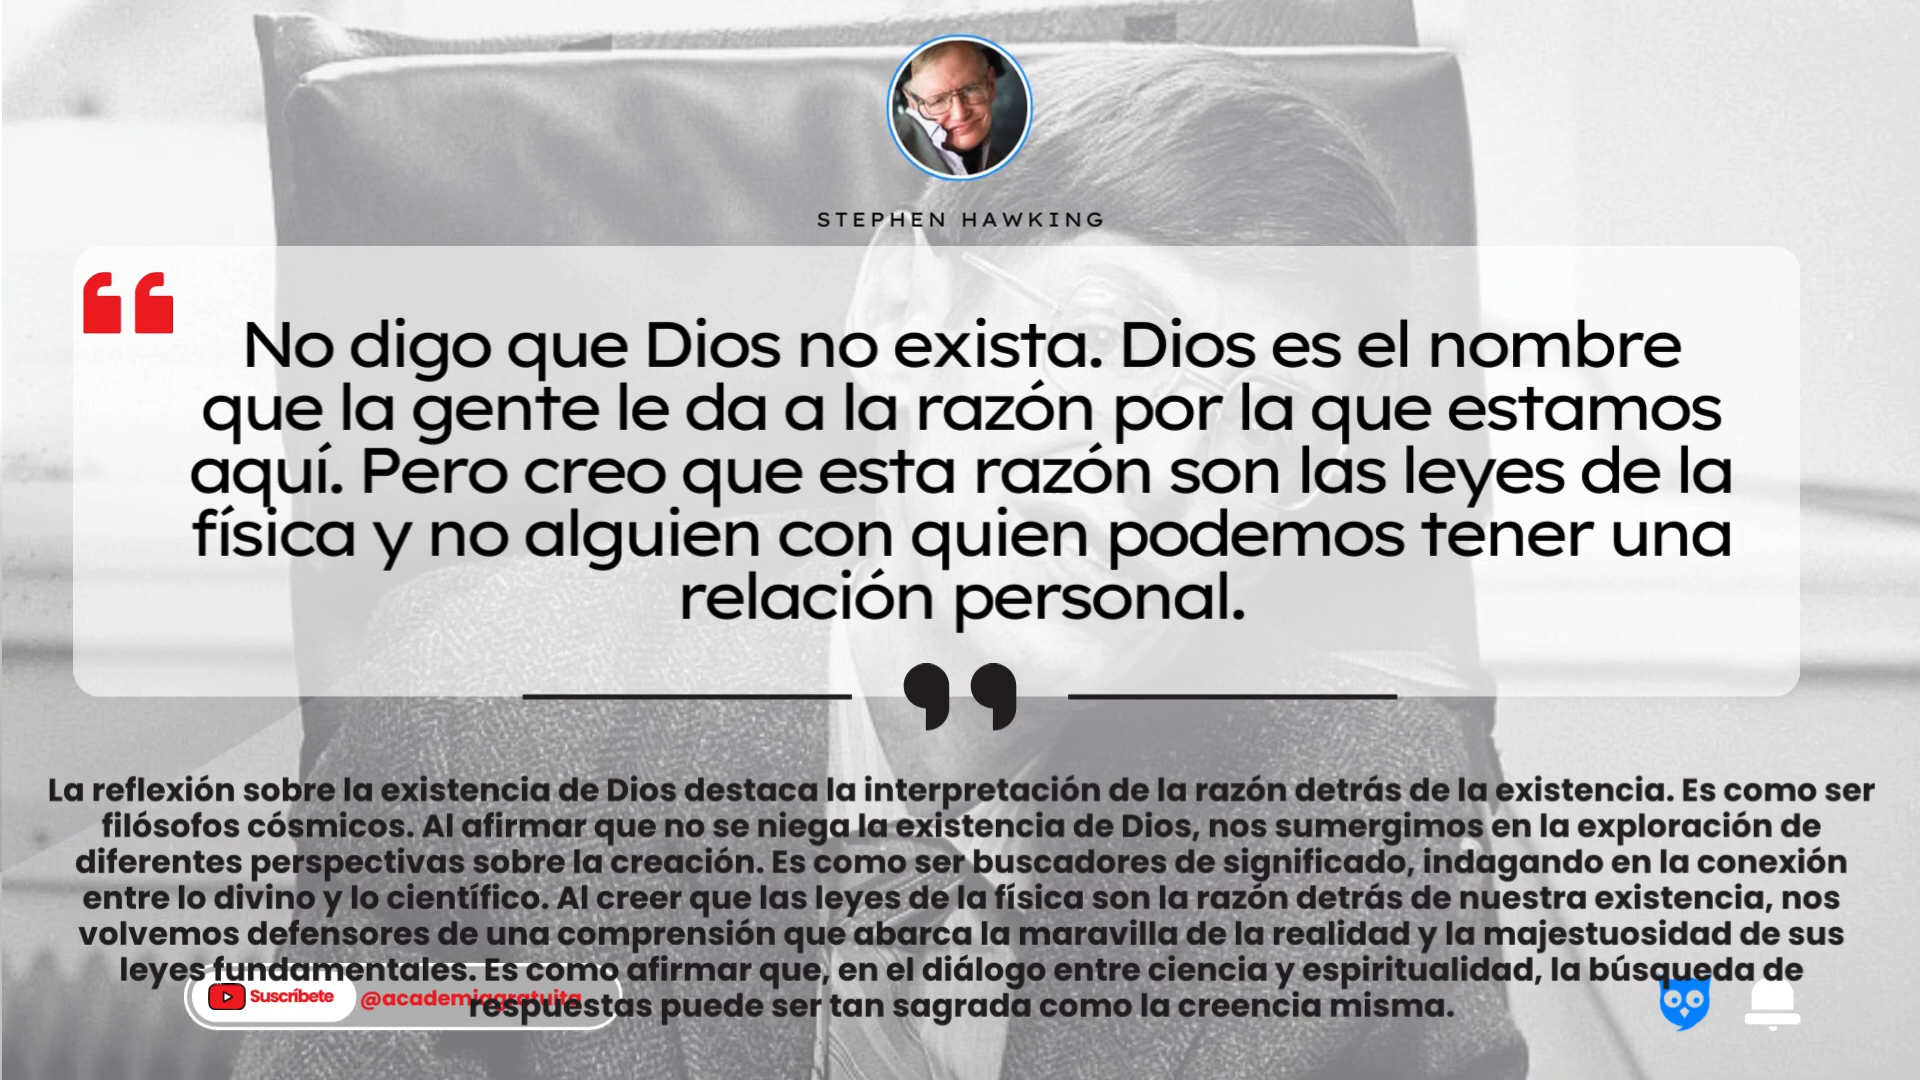 STEPHEN HAWKING
No digo que Dios no exista. Dios es el nombre
que la gente le da a la razón por la que estamos
aquí. Pero creo que esta razón son las leyes de la
física y no alguien con quien podemos tener una
relación personal.
La reflexión sobre la existencia de Dios destaca la interpretación de la razón detrás de la existencia. Es como ser
filósofos cósmicos. Al afirmar que no se niega la existencia de Dios, nos sumergimos en la exploración de
diferentes perspectivas sobre la creación. Es como ser buscadores de significado, indagando en la conexión
entre lo divino y lo científico. Al creer que las leyes de la física son la razón detrás de nuestra existencia, nos
volvemos defensores de una comprensión que abarca la maravilla de la realidad y la majestuosidad de sus
leyes fundamentales. Es como afirmar que, en el diálogo entre ciencia y espiritualidad, la búsqueda de
respuestas puede ser tan sagrada como la creencia misma.
Suscríbete @academiagratuita